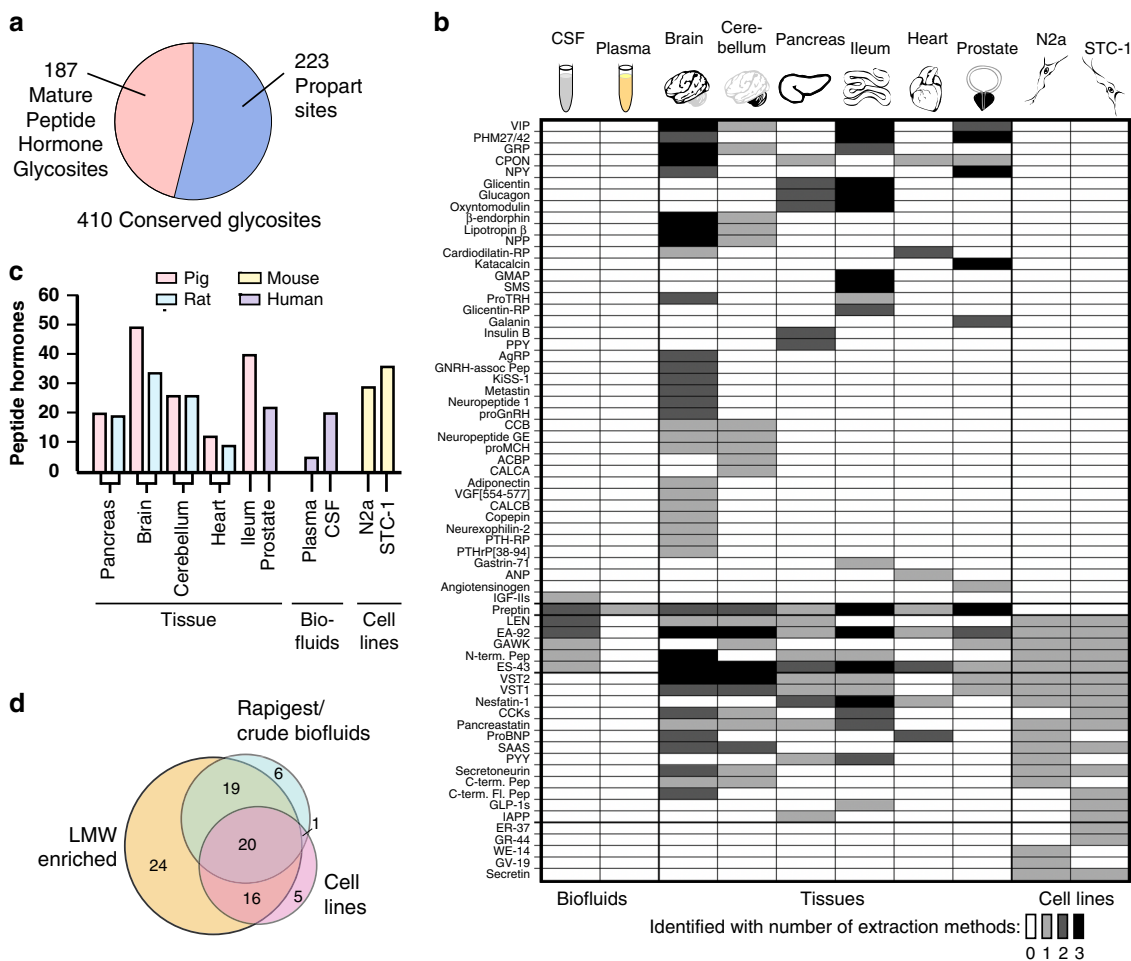 a
187
Mature
Peptide
Hormone
Glycosites
223
Propart
sites
410 Conserved glycosites
b
CSF
Plasma
Brain
Cere-
bellum
Pancreas
Ileum
Heart
Prostate
N2a
STC-1
VIP
PHM27/42
GRP
CPON
NPY
Glicentin
Glucagon
Oxyntomodulin
β-endorphin
Lipotropin β
NPP
Cardiodilatin-RP
Katacalcin
GMAP
SMS
ProTRH
Glicentin-RP
Galanin
Insulin B
PPY
AgRP
GNRH-assoc Pep
KiSS-1
Metastin
Neuropeptide 1
proGnRH
CCB
Neuropeptide GE
proMCH
ACBP
CALCA
Adiponectin
VGF[554-577]
CALCB
Copepin
Neurexophilin-2
PTH-RP
PTHrP[38-94]
Gastrin-71
ANP
Angiotensinogen
IGF-IIs
Preptin
LEN
EA-92
GAWK
N-term. Pep
ES-43
VST2
VST1
Nesfatin-1
CCKs
Pancreastatin
ProBNP
SAAS
PYY
Secretoneurin
C-term. Pep
C-term. Fl. Pep
GLP-1s
IAPP
ER-37
GR-44
WE-14
GV-19
Secretin
Biofluids
Tissues
Cell lines
Identified with number of extraction methods:
0 1 2 3
c
Pig
Mouse
Rat
Human
Peptide hormones
60
50
40
30
20
10
0
Pancreas
Brain
Cerebellum
Heart
Ileum
Prostate
Plasma
CSF
N2a
STC-1
Tissue
Bio-
fluids
Cell
lines
d
Rapigest/
crude biofluids
6
19
1
20
LMW
enriched
24
16
5
Cell
lines